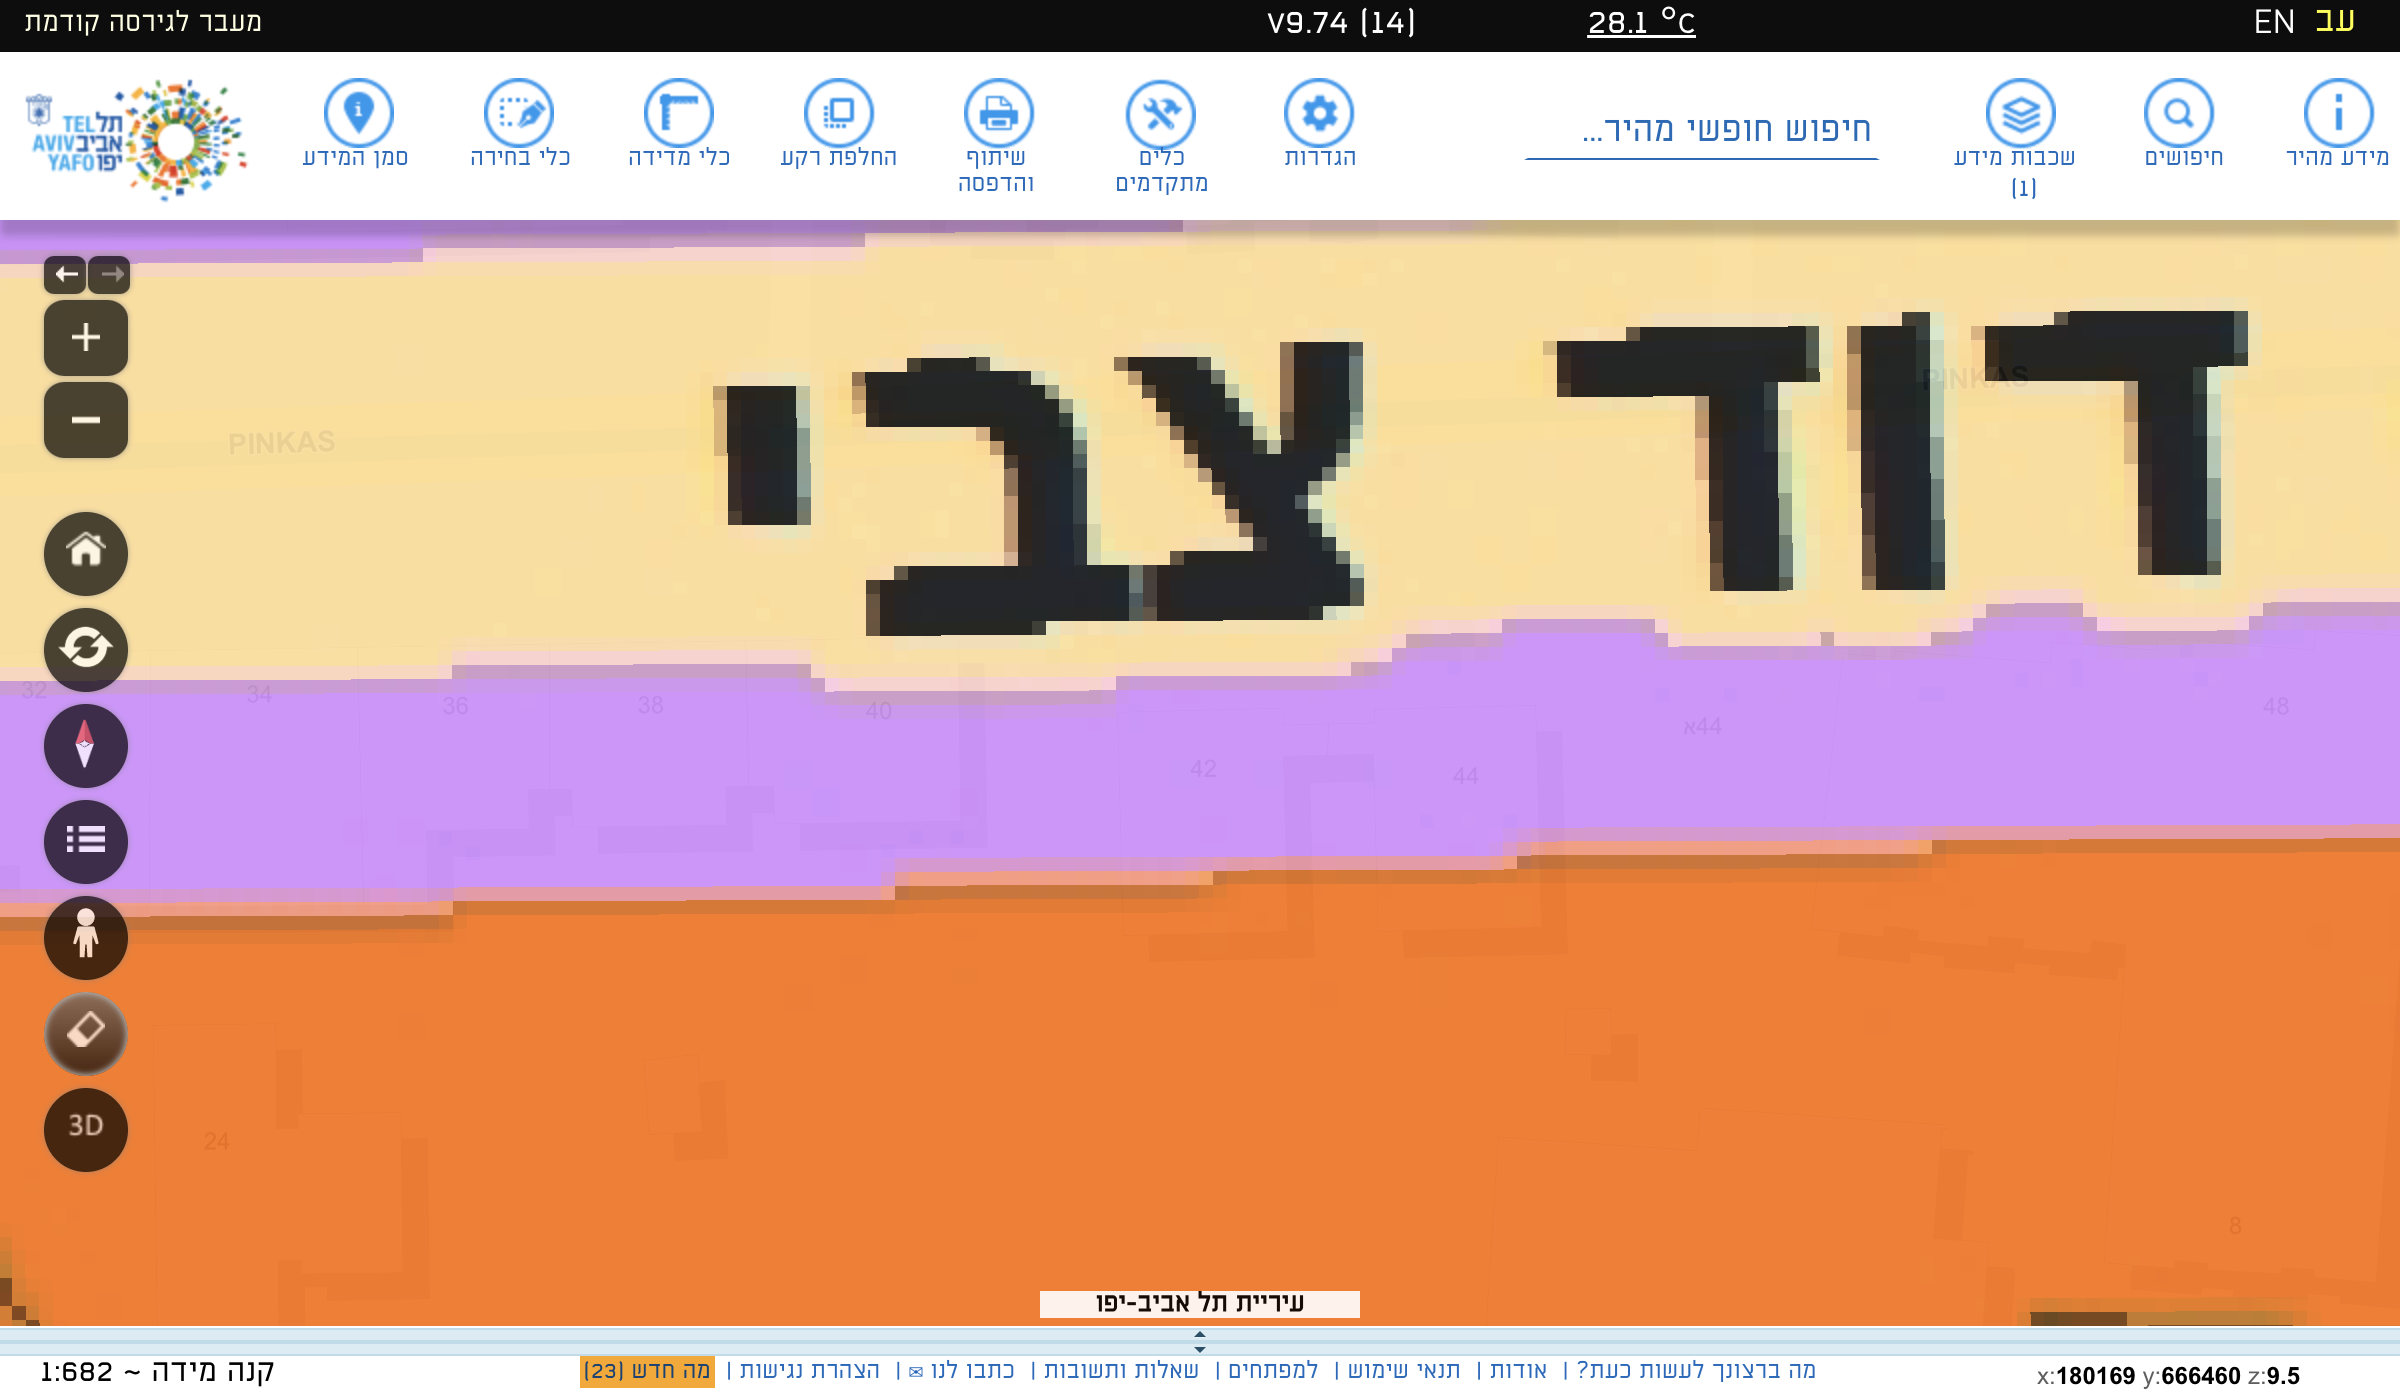 מעבר לגירסה קודמת
V9.74 (14)
28.1 °C
EN עב
מידע מהיר
חיפושים
שכבות מידע
(1)
חיפוש חופשי מהיר...
הגדרות
כלים
מתקדמים
שיתוף
והדפסה
החלפת רקע
כלי מדידה
כלי בחירה
סמן המידע
TEL תל
AVIV אביב
YAFO יפו
דוד צבי
PINKAS
PINKAS
32
34
36
38
40
42
44
44א
48
24
8
3D
עיריית תל אביב-יפו
קנה מידה ~ 1:682
מה ברצונך לעשות כעת? | אודות | תנאי שימוש | למפתחים | שאלות ותשובות | כתבו לנו ✉ | הצהרת נגישות | מה חדש (23)
x:180169 y:666460 z:9.5